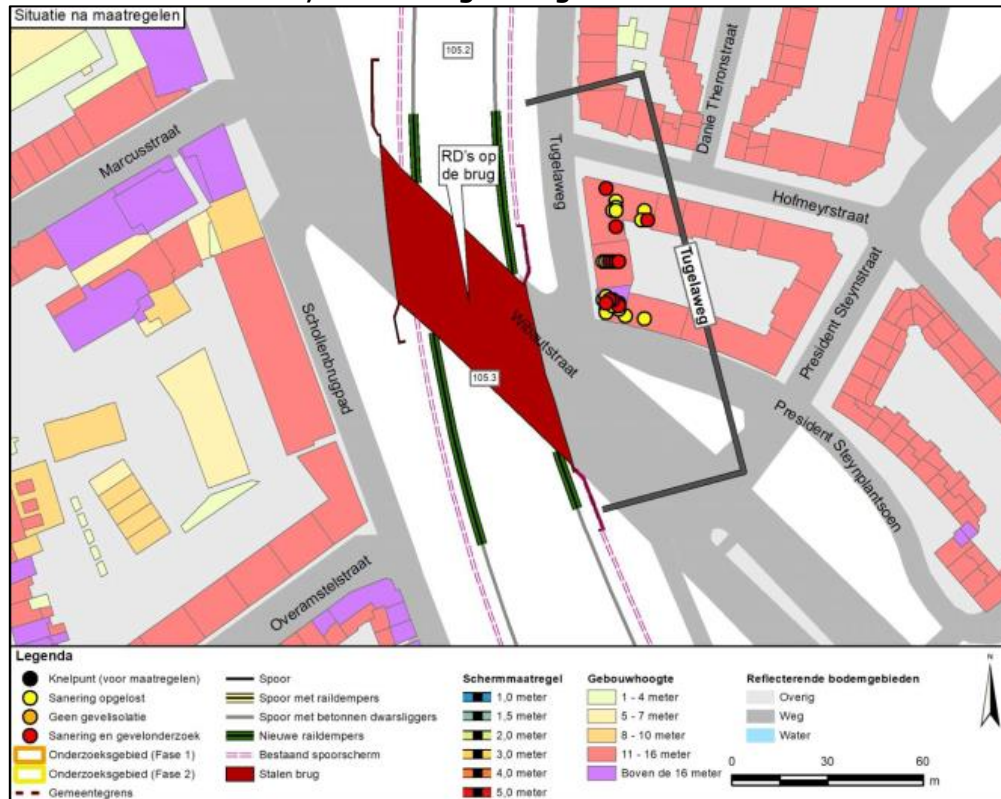 Situatie na maatregelen
105.2
Marcusstraat
RD's op
de brug
Tugelaweg
Danie Theronstraat
Hofmeyrstraat
Tugelaweg
President Steynstraat
Schollenbrugpad
Wibautstraat
105.3
President Steynplantsoen
Overamstelstraat
Legenda
Knelpunt (voor maatregelen)
Sanering opgelost
Geen gevelisolatie
Sanering en gevelonderzoek
Onderzoeksgebied (Fase 1)
Onderzoeksgebied (Fase 2)
Gemeentegrens
Spoor
Spoor met raildempers
Spoor met betonnen dwarsliggers
Nieuwe raildempers
Bestaand spoorscherm
Stalen brug
Schermmaatregel
1,0 meter
1,5 meter
2,0 meter
3,0 meter
4,0 meter
5,0 meter
Gebouwhoogte
1 - 4 meter
5 - 7 meter
8 - 10 meter
11 - 16 meter
Boven de 16 meter
Reflecterende bodemgebieden
Overig
Weg
Water
N
0 30 60
m